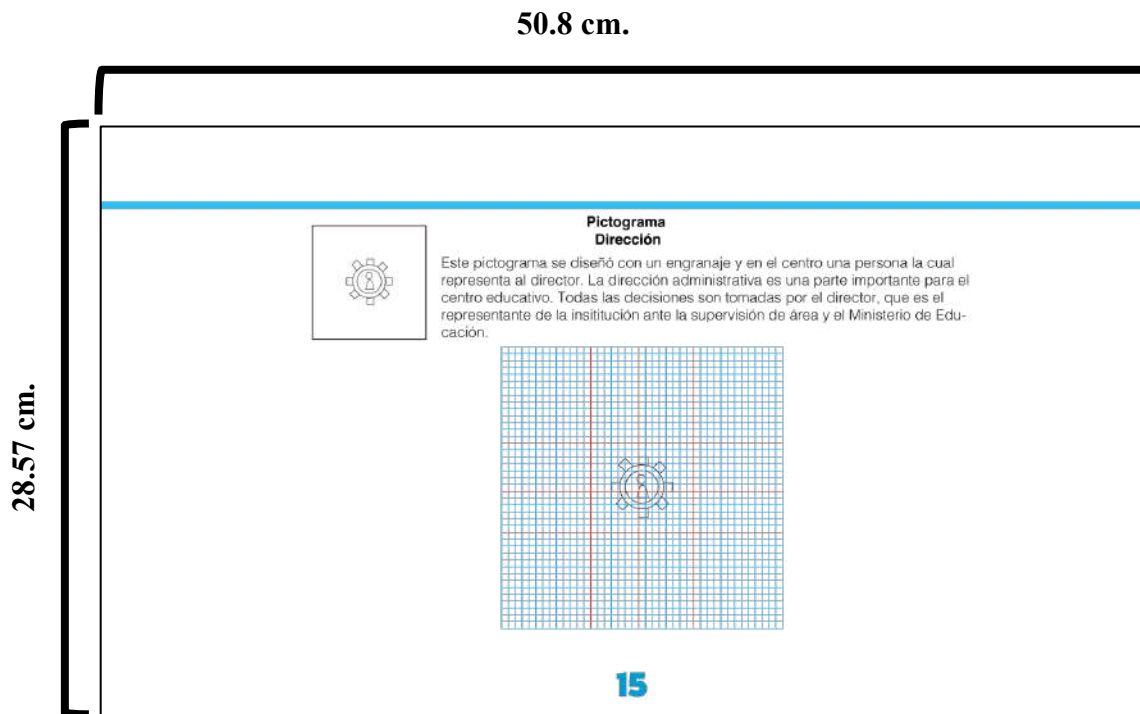 50.8 cm.
28.57 cm.
Pictograma
Dirección
Este pictograma se diseñó con un engranaje y en el centro una persona la cual
representa al director. La dirección administrativa es una parte importante para el
centro educativo. Todas las decisiones son tomadas por el director, que es el
representante de la insititución ante la supervisión de área y el Ministerio de Edu-
cación.
15